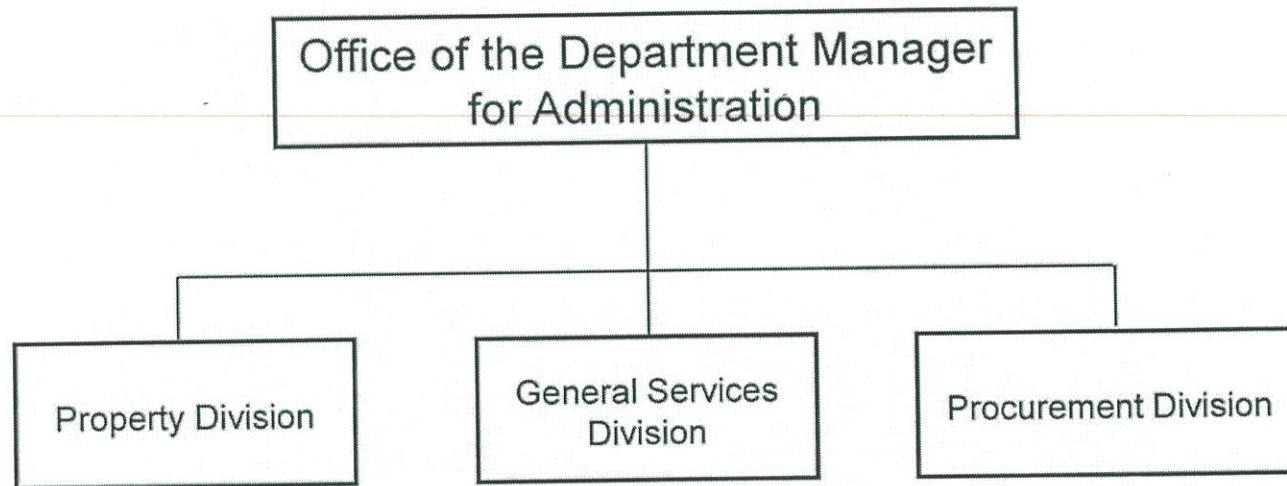 Office of the Department Manager
for Administration
Property Division
General Services
Division
Procurement Division